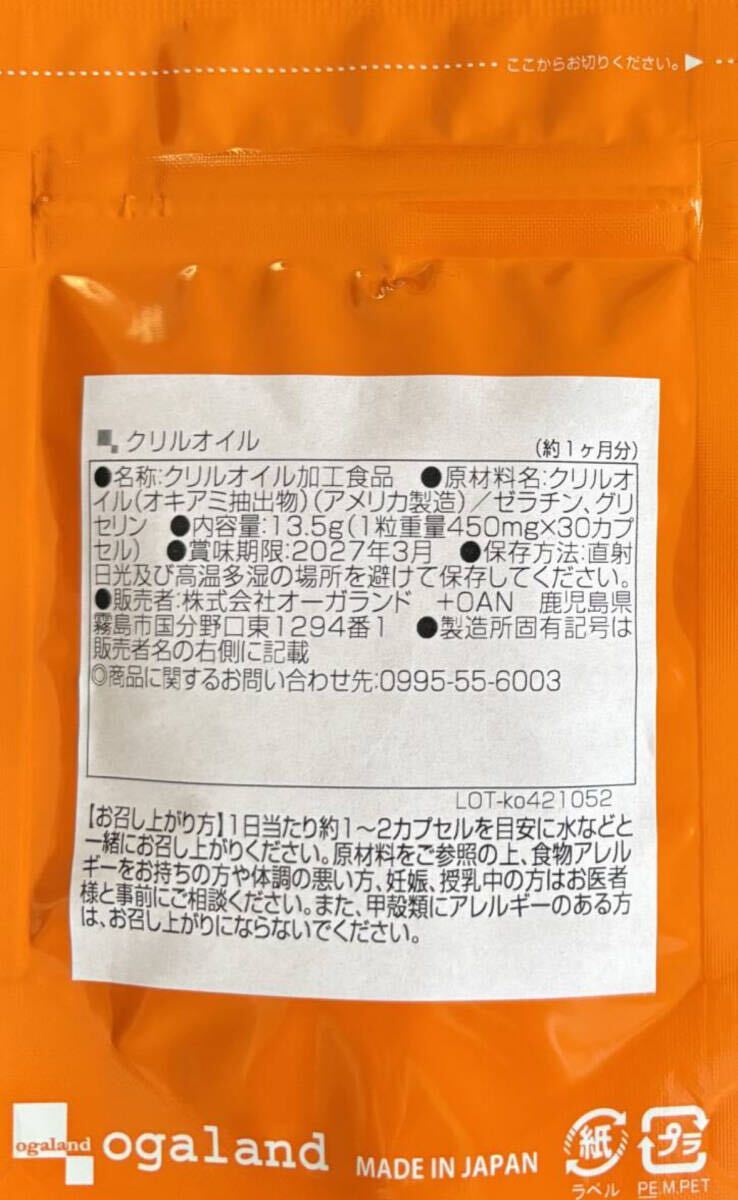 ここからお切りください。▶
クリルオイル
(約1ヶ月分)
●名称:クリルオイル加工食品 ●原材料名:クリルオ
イル(オキアミ抽出物)(アメリカ製造)/ゼラチン、グリ
セリン ●内容量:13.5g(1粒重量450mg×30カプ
セル) ●賞味期限:2027年3月 ●保存方法:直射
日光及び高温多湿の場所を避けて保存してください。
●販売者:株式会社オーガランド +OAN 鹿児島県
霧島市国分野口東1294番1 ●製造所固有記号は
販売者名の右側に記載
◎商品に関するお問い合わせ先:0995-55-6003
LOT-ko421052
【お召し上がり方】1日当たり約1〜2カプセルを目安に水などと
一緒にお召し上がりください。原材料をご参照の上、食物アレル
ギーをお持ちの方や体調の悪い方、妊娠、授乳中の方はお医者
様と事前にご相談ください。また、甲殻類にアレルギーのある方
は、お召し上がりにならないでください。
ogaland
ogaland
MADE IN JAPAN
紙
ラベル
プラ
PE.M.PET